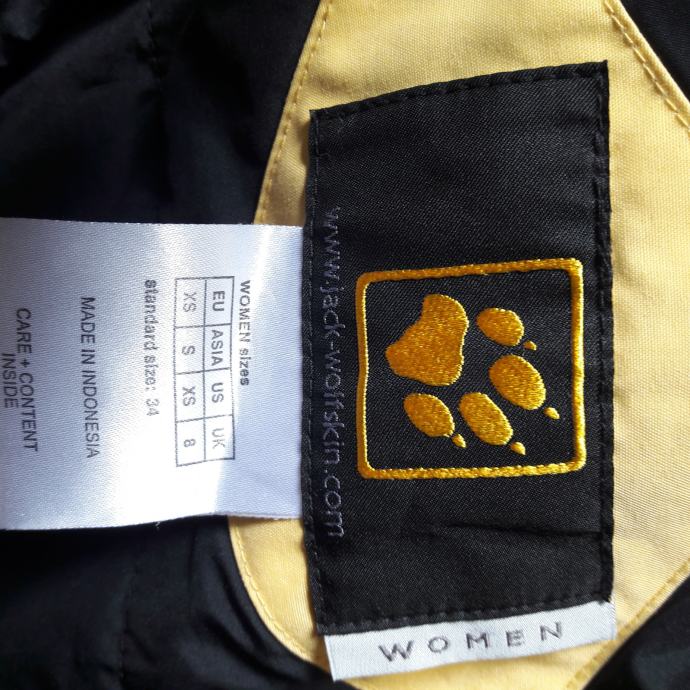 www.jack-wolfskin.com
WOMEN
WOMEN sizes
EU ASIA US UK
XS S XS 8
standard size: 34
MADE IN INDONESIA
CARE + CONTENT
INSIDE